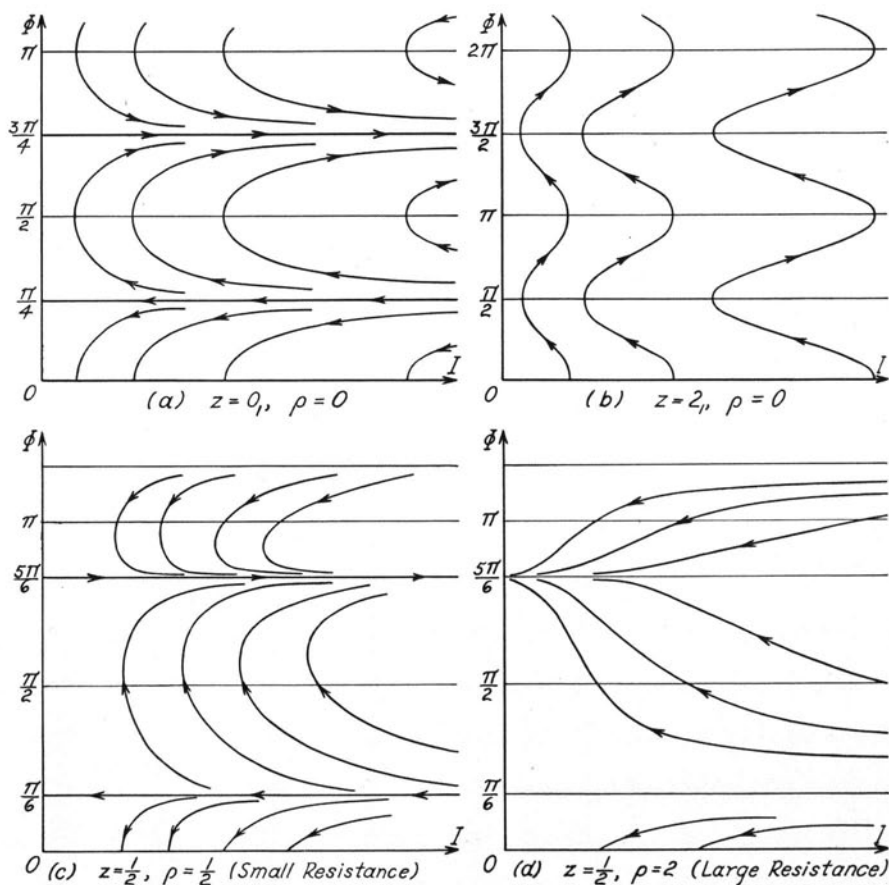 Φ Φ
π 2π
3π/4 3π/2
π/2 π
π/4 π/2
0 I 0 I
(a) z=0, ρ=0 (b) z=2, ρ=0
Φ Φ
π π
5π/6 5π/6
π/2 π/2
π/6 π/6
0 I 0 I
(c) z=½, ρ=½ (Small Resistance) (d) z=½, ρ=2 (Large Resistance)